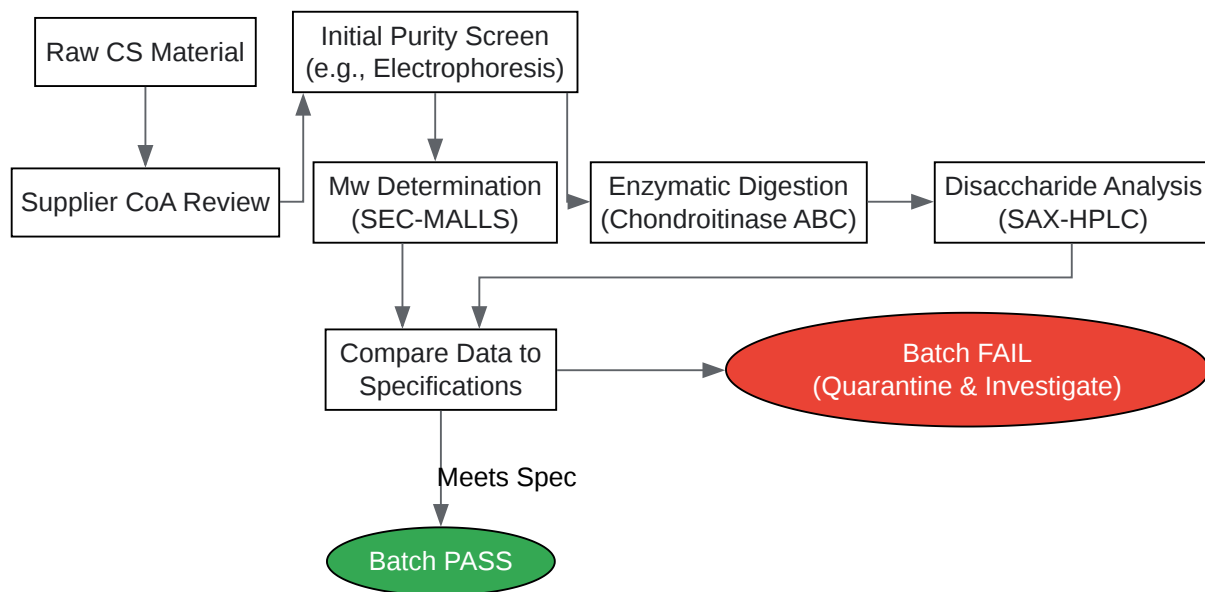 Raw CS Material
Initial Purity Screen
(e.g., Electrophoresis)
Supplier CoA Review
Mw Determination
(SEC-MALLS)
Enzymatic Digestion
(Chondroitinase ABC)
Disaccharide Analysis
(SAX-HPLC)
Compare Data to
Specifications
Batch FAIL
(Quarantine & Investigate)
Meets Spec
Batch PASS